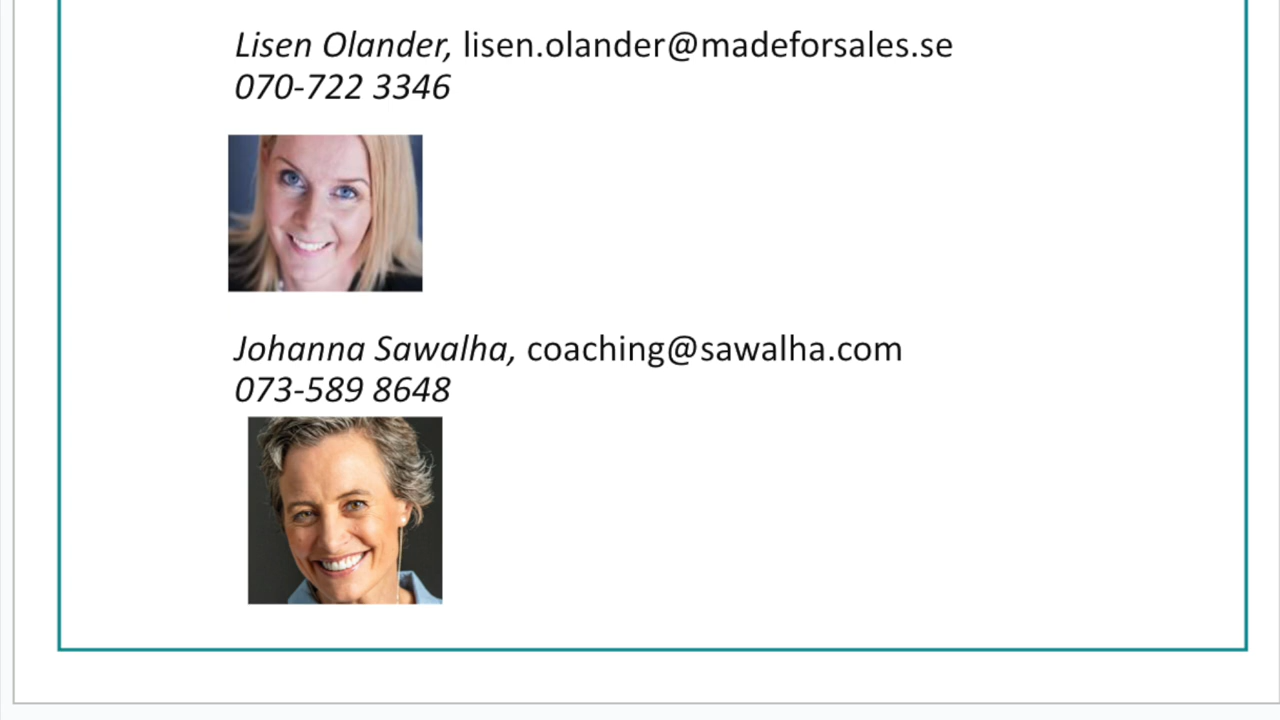 Lisen Olander, lisen.olander@madeforsales.se
070-722 3346
Johanna Sawalha, coaching@sawalha.com
073-589 8648